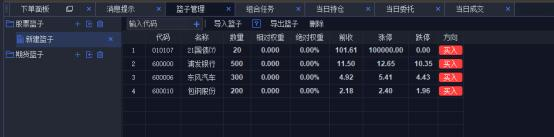 下单面板 消息提示 篮子管理 组合任务 当日持仓 当日委托 当日成交
股票篮子 输入代码 导入篮子 导出篮子 删除
新建篮子 代码 名称 数量 相对权重 绝对权重 前收 涨停 跌停 方向
期货篮子 1 010107 21国债⑺ 20 0.00% 0.00% 101.61 100000.00 0.00 买入
2 600000 浦发银行 500 0.00% 0.00% 11.50 12.65 10.35 买入
3 600006 东风汽车 300 0.00% 0.00% 4.92 5.41 4.43 买入
4 600010 包钢股份 200 0.00% 0.00% 2.18 2.40 1.96 买入